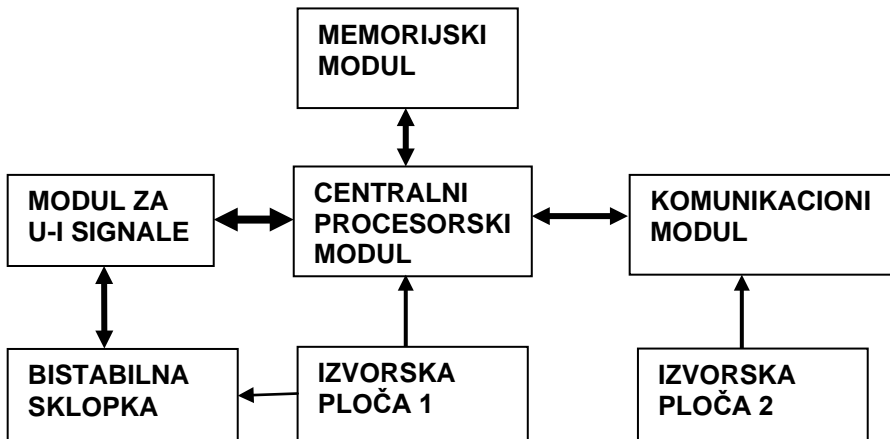 MEMORIJSKI
MODUL
MODUL ZA
U-I SIGNALE
CENTRALNI
PROCESORSKI
MODUL
KOMUNIKACIONI
MODUL
BISTABILNA
SKLOPKA
IZVORSKA
PLOČA 1
IZVORSKA
PLOČA 2